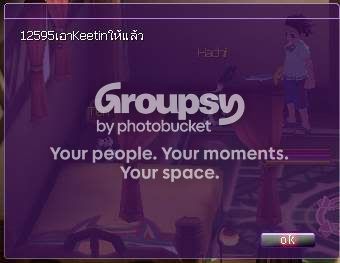 12595เอาKeetinให้แล้ว
Hachi
Groupsy
by photobucket
Your people. Your moments.
Your space.
oK